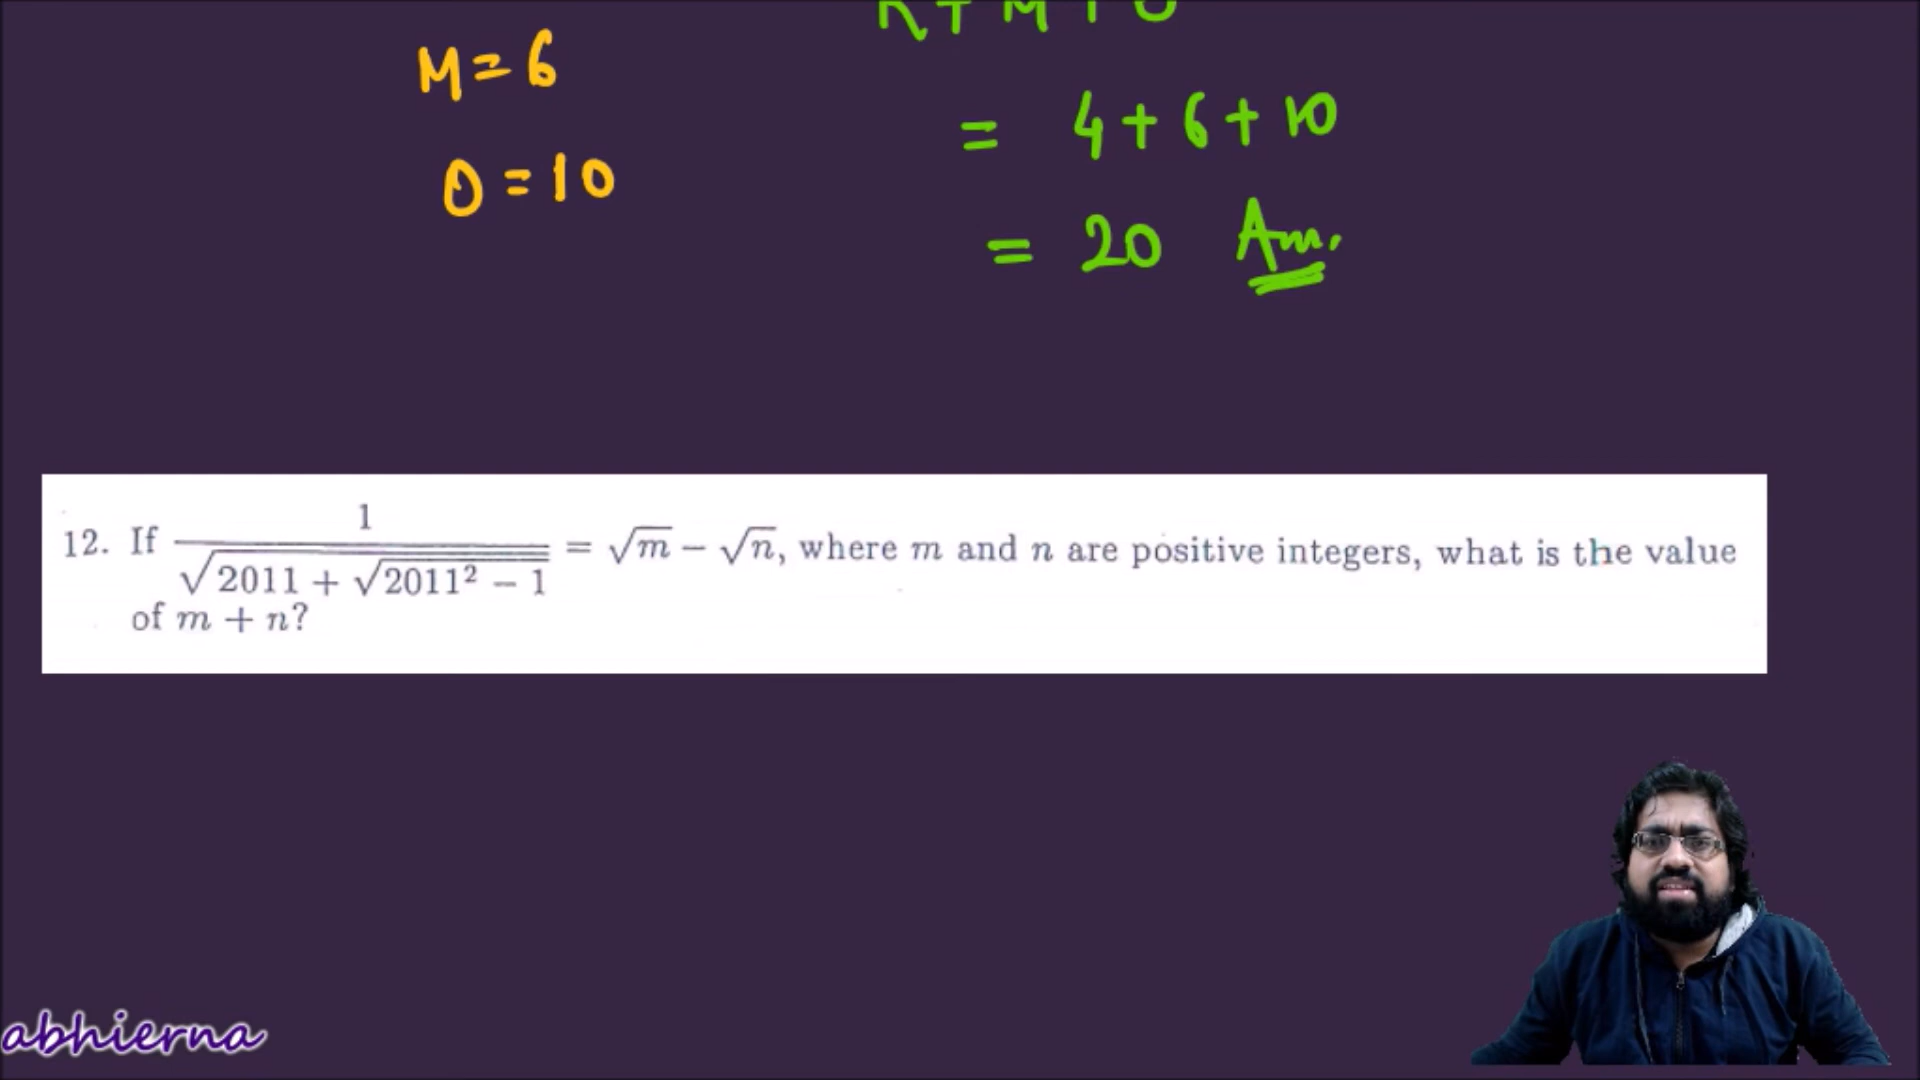 M = 6
= 4 + 6 + 10
O = 10
= 20 Ans.
12. If 1/√(2011 + √(2011² − 1)) = √m − √n, where m and n are positive integers, what is the value
of m + n?
abhierna